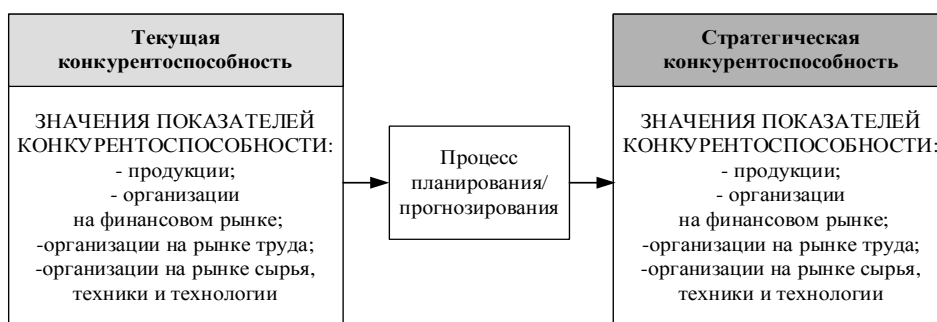 Текущая
конкурентоспособность
ЗНАЧЕНИЯ ПОКАЗАТЕЛЕЙ
КОНКУРЕНТОСПОСОБНОСТИ:
- продукции;
- организации
на финансовом рынке;
-организации на рынке труда;
-организации на рынке сырья,
техники и технологии
Процесс
планирования/
прогнозирования
Стратегическая
конкурентоспособность
ЗНАЧЕНИЯ ПОКАЗАТЕЛЕЙ
КОНКУРЕНТОСПОСОБНОСТИ:
- продукции;
- организации
на финансовом рынке;
-организации на рынке труда;
-организации на рынке сырья,
техники и технологии